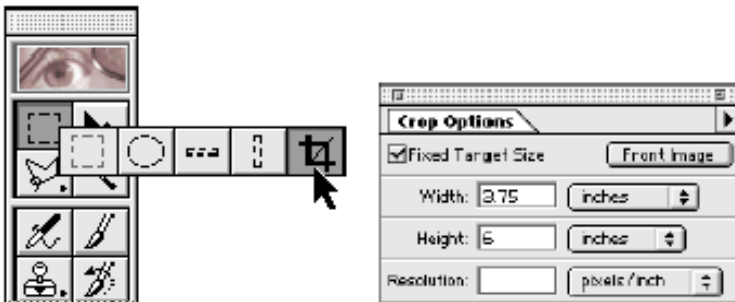 Crop Options
Fixed Target Size
Front Image
Width: 3.75 inches
Height: 6 inches
Resolution: pixels/inch